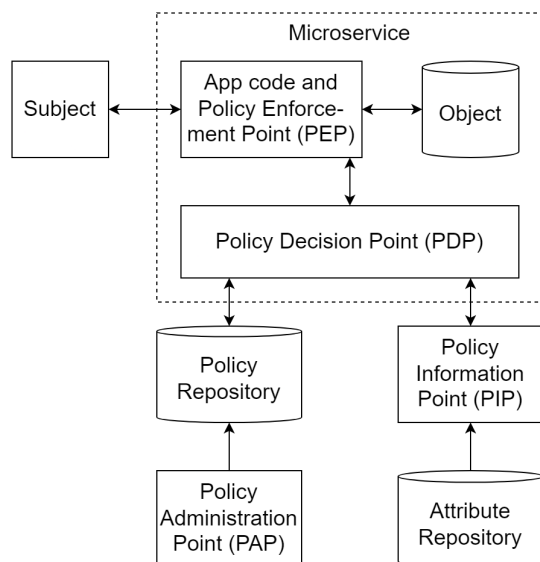 Microservice
Subject
App code and
Policy Enforce-
ment Point (PEP)
Object
Policy Decision Point (PDP)
Policy
Repository
Policy
Information
Point (PIP)
Policy
Administration
Point (PAP)
Attribute
Repository